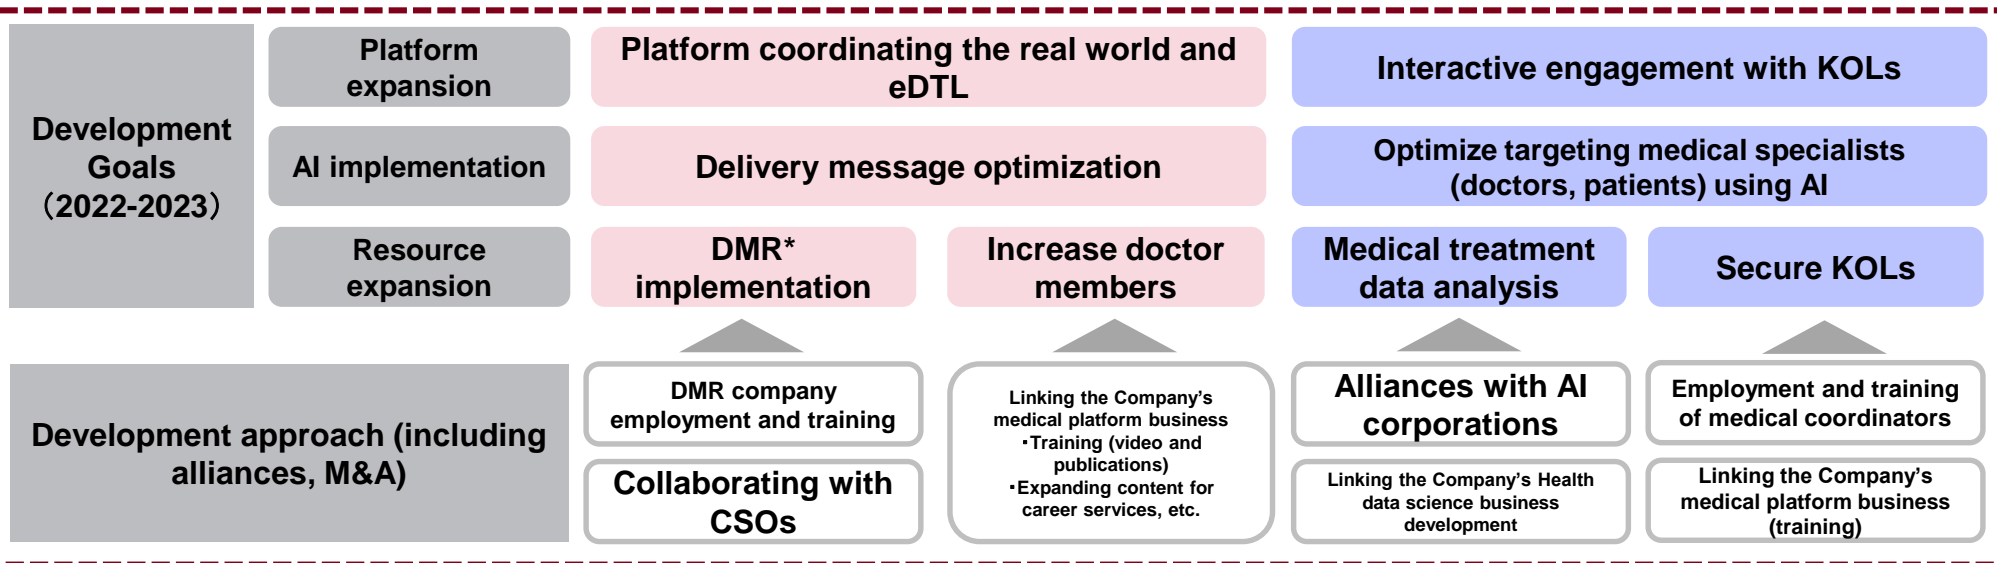 Development
Goals
（2022-2023）
Platform
expansion
Platform coordinating the real world and
eDTL
Interactive engagement with KOLs
AI implementation
Delivery message optimization
Optimize targeting medical specialists
(doctors, patients) using AI
Resource
expansion
DMR*
implementation
Increase doctor
members
Medical treatment
data analysis
Secure KOLs
Development approach (including
alliances, M&A)
DMR company
employment and training
Collaborating with
CSOs
Linking the Company’s
medical platform business
・Training (video and
publications)
・Expanding content for
career services, etc.
Alliances with AI
corporations
Linking the Company’s Health
data science business
development
Employment and training
of medical coordinators
Linking the Company’s
medical platform business
(training)